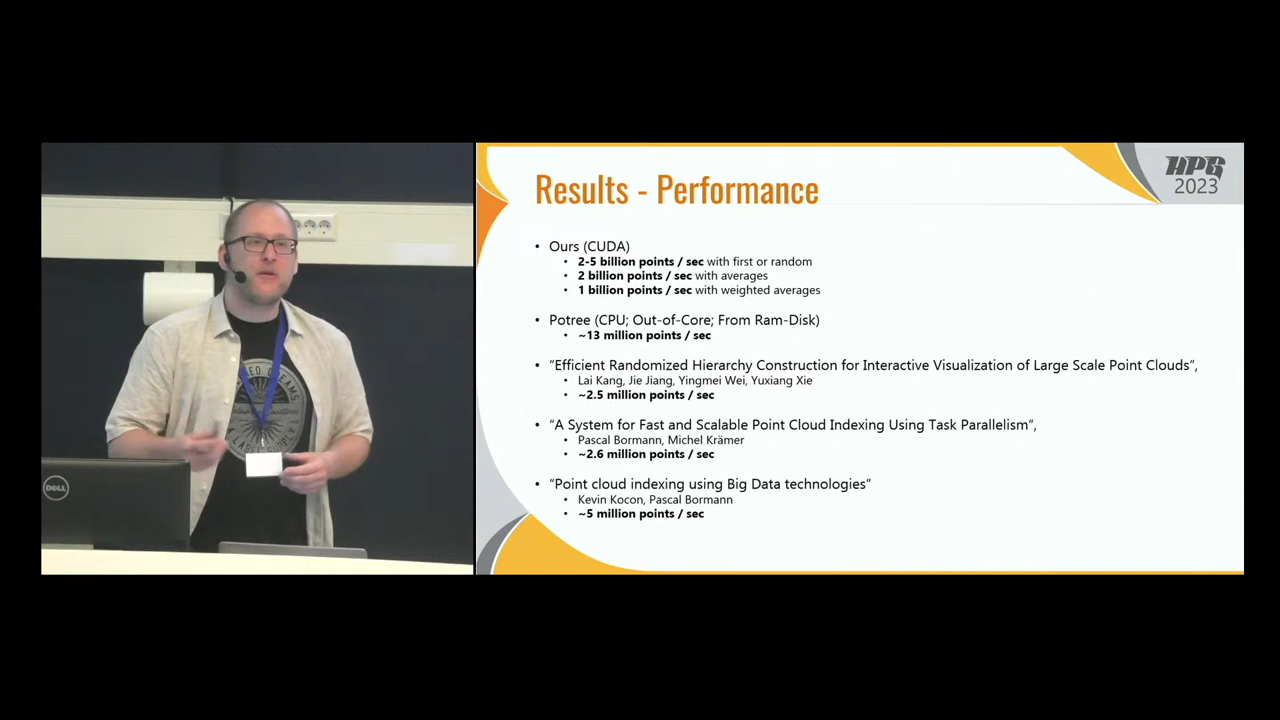 HPG
2023
Results - Performance
• Ours (CUDA)
• 2-5 billion points / sec with first or random
• 2 billion points / sec with averages
• 1 billion points / sec with weighted averages
• Potree (CPU; Out-of-Core; From Ram-Disk)
• ~13 million points / sec
• “Efficient Randomized Hierarchy Construction for Interactive Visualization of Large Scale Point Clouds”,
• Lai Kang, Jie Jiang, Yingmei Wei, Yuxiang Xie
• ~2.5 million points / sec
• “A System for Fast and Scalable Point Cloud Indexing Using Task Parallelism”,
• Pascal Bormann, Michel Krämer
• ~2.6 million points / sec
• “Point cloud indexing using Big Data technologies”
• Kevin Kocon, Pascal Bormann
• ~5 million points / sec
DELL